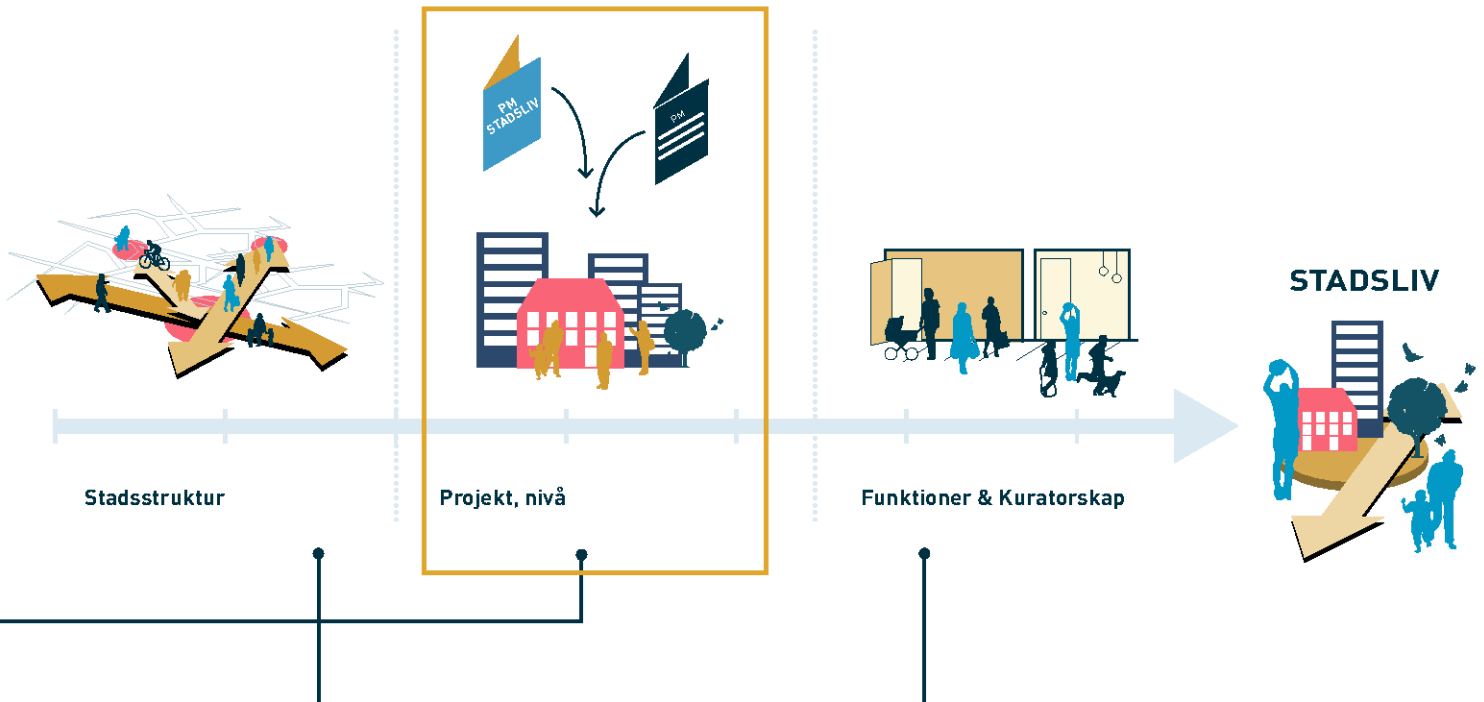 PM
STADSLIV
PM
STADSLIV
Stadsstruktur
Projekt, nivå
Funktioner & Kuratorskap